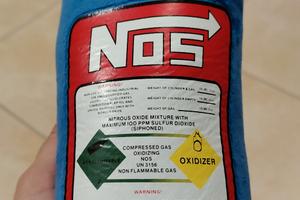 NOS
WARNING!
WEIGHT OF CYLINDER & GAS
WEIGHT OF CYLINDER EMPTY
WEIGHT OF GAS
NITROUS OXIDE MIXTURE WITH
MAXIMUM 100 PPM SULFUR DIOXIDE
(SIPHONED)
COMPRESSED GAS
OXIDIZING
NOS
UN 3156
NON FLAMMABLE GAS
OXIDIZER
WARNING!